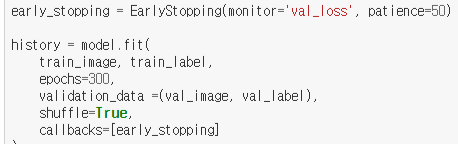 early_stopping = EarlyStopping(monitor='val_loss', patience=50)
history = model.fit(
train_image, train_label,
epochs=300,
validation_data =(val_image, val_label),
shuffle=True,
callbacks=[early_stopping]